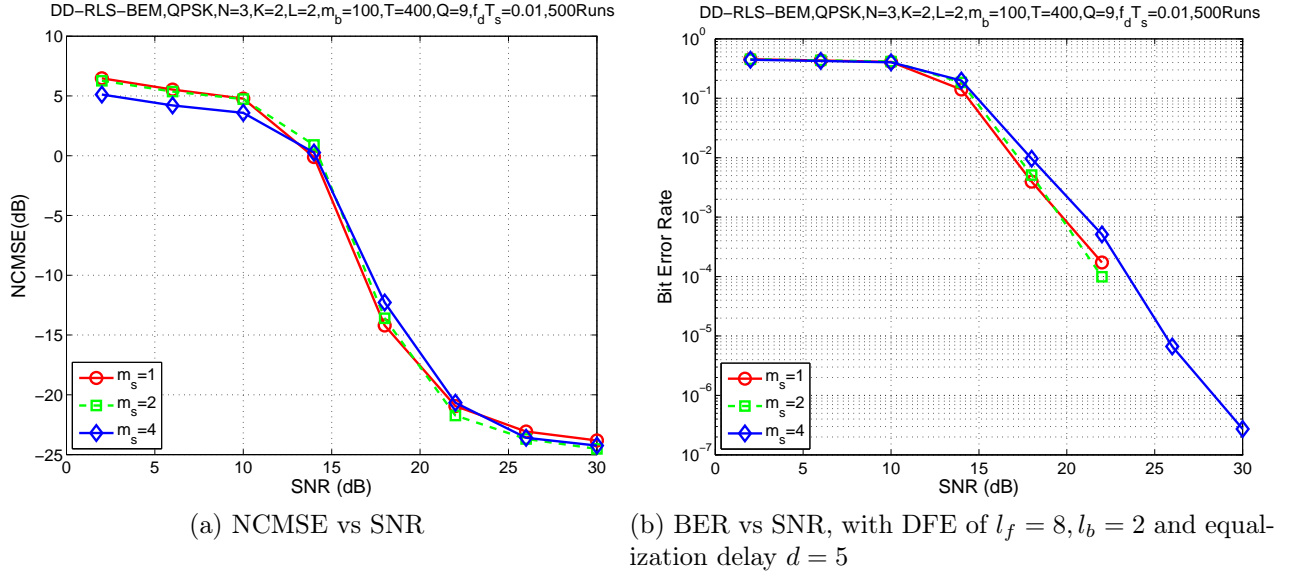 DD−RLS−BEM,QPSK,N=3,K=2,L=2,m_b=100,T=400,Q=9,f_dT_s=0.01,500Runs
10
5
0
−5
−10
−15
−20
−25
NCMSE(dB)
m_s=1
m_s=2
m_s=4
0 5 10 15 20 25 30
SNR (dB)
(a) NCMSE vs SNR
DD−RLS−BEM,QPSK,N=3,K=2,L=2,m_b=100,T=400,Q=9,f_dT_s=0.01,500Runs
10^0
10^−1
10^−2
10^−3
10^−4
10^−5
10^−6
10^−7
Bit Error Rate
m_s=1
m_s=2
m_s=4
0 5 10 15 20 25 30
SNR (dB)
(b) BER vs SNR, with DFE of l_f = 8, l_b = 2 and equal-
ization delay d = 5